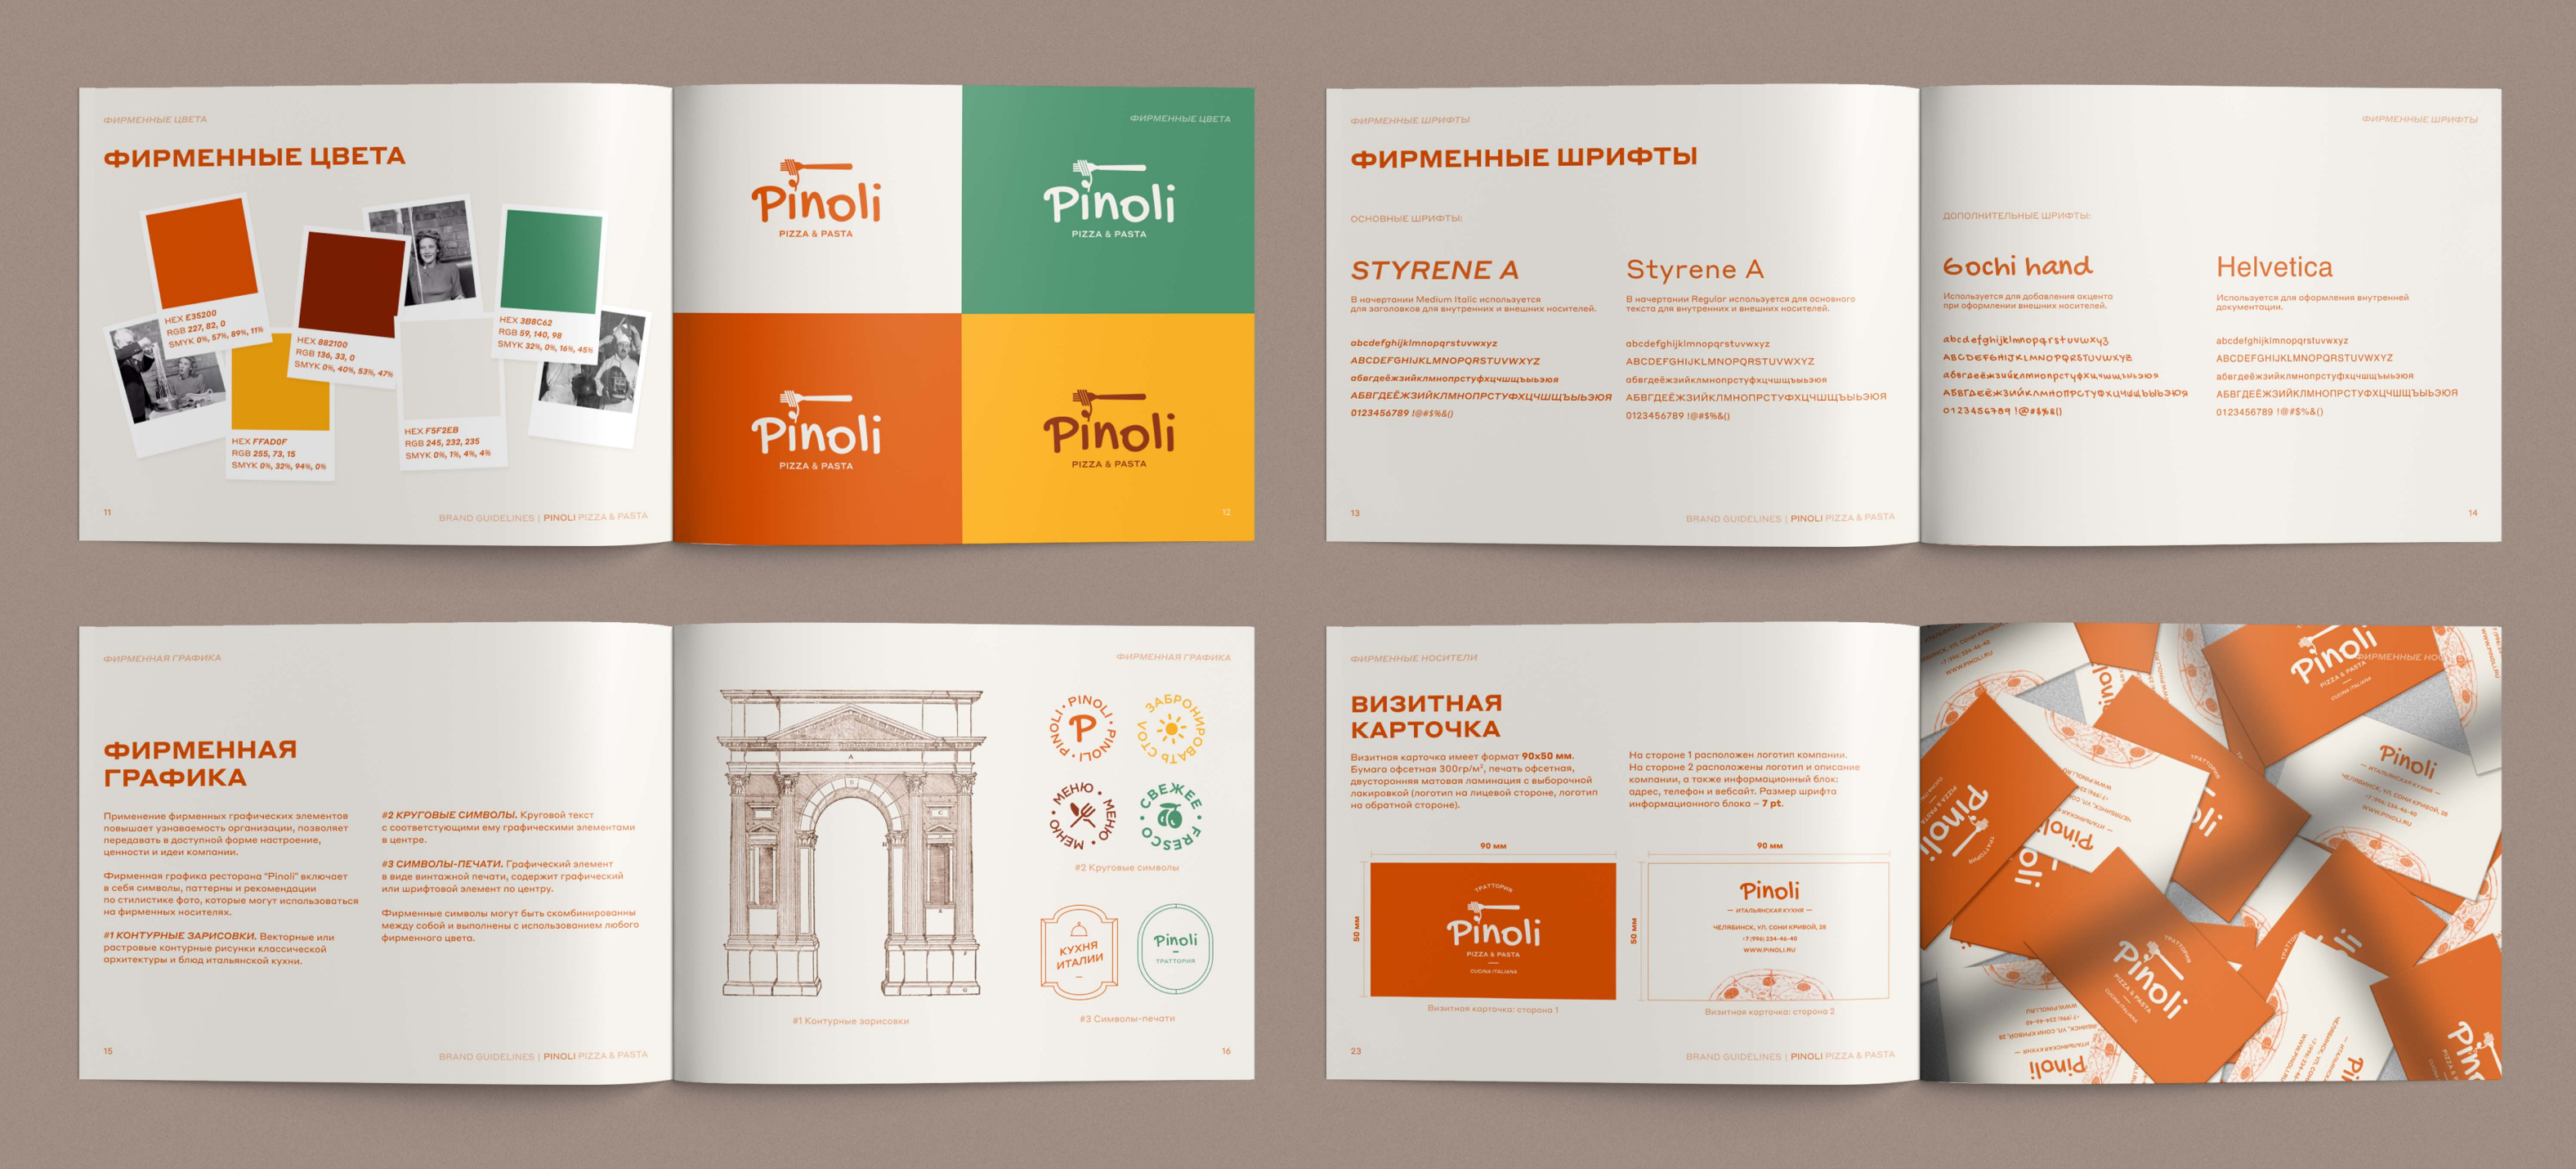 ФИРМЕННЫЕ ЦВЕТА
ФИРМЕННЫЕ ЦВЕТА
HEX E35200
RGB 227, 82, 0
SMYK 0%, 57%, 89%, 11%
HEX 882100
RGB 136, 33, 0
SMYK 0%, 40%, 53%, 47%
HEX 3B8C62
RGB 59, 140, 98
SMYK 32%, 0%, 16%, 45%
HEX FFAD0F
RGB 255, 73, 15
SMYK 0%, 32%, 94%, 0%
HEX F5F2EB
RGB 245, 232, 235
SMYK 0%, 1%, 4%, 4%
11
BRAND GUIDELINES | PINOLI PIZZA & PASTA
ФИРМЕННЫЕ ЦВЕТА
Pinoli
PIZZA & PASTA
Pinoli
PIZZA & PASTA
Pinoli
PIZZA & PASTA
Pinoli
PIZZA & PASTA
12
ФИРМЕННЫЕ ШРИФТЫ
ФИРМЕННЫЕ ШРИФТЫ
ОСНОВНЫЕ ШРИФТЫ:
STYRENE A
В начертании Medium Italic используется
для заголовков для внутренних и внешних носителей.
abcdefghijklmnopqrstuvwxyz
ABCDEFGHIJKLMNOPQRSTUVWXYZ
абвгдеёжзийклмнопрстуфхцчшщъыьэюя
АБВГДЕЁЖЗИЙКЛМНОПРСТУФХЦЧШЩЪЫЬЭЮЯ
0123456789 !@#$%&()
Styrene A
В начертании Regular используется для основного
текста для внутренних и внешних носителей.
abcdefghijklmnopqrstuvwxyz
ABCDEFGHIJKLMNOPQRSTUVWXYZ
абвгдеёжзийклмнопрстуфхцчшщъыьэюя
АБВГДЕЁЖЗИЙКЛМНОПРСТУФХЦЧШЩЪЫЬЭЮЯ
0123456789 !@#$%&()
13
BRAND GUIDELINES | PINOLI PIZZA & PASTA
ФИРМЕННЫЕ ШРИФТЫ
ДОПОЛНИТЕЛЬНЫЕ ШРИФТЫ:
Gochi hand
Используется для добавления акцента
при оформлении внешних носителей.
abcdefghijklmnopqrstuvwxyz
ABCDEFGHIJKLMNOPQRSTUVWXYZ
абвгдеёжзийклмнопрстуфхцчшщъыьэюя
АБВГДЕЁЖЗИЙКЛМНОПРСТУФХЦЧШЩЪЫЬЭЮЯ
0123456789 !@#$%&()
Helvetica
Используется для оформления внутренней
документации.
abcdefghijklmnopqrstuvwxyz
ABCDEFGHIJKLMNOPQRSTUVWXYZ
абвгдеёжзийклмнопрстуфхцчшщъыьэюя
АБВГДЕЁЖЗИЙКЛМНОПРСТУФХЦЧШЩЪЫЬЭЮЯ
0123456789 !@#$%&()
14
ФИРМЕННАЯ ГРАФИКА
ФИРМЕННАЯ
ГРАФИКА
Применение фирменных графических элементов
повышает узнаваемость организации, позволяет
передавать в доступной форме настроение,
ценности и идеи компании.
Фирменная графика ресторана "Pinoli" включает
в себя символы, паттерны и рекомендации
по стилистике фото, которые могут использоваться
на фирменных носителях.
#1 КОНТУРНЫЕ ЗАРИСОВКИ. Векторные или
растровые контурные рисунки классической
архитектуры и блюд итальянской кухни.
#2 КРУГОВЫЕ СИМВОЛЫ. Круговой текст
с соответстующими ему графическими элементами
в центре.
#3 СИМВОЛЫ-ПЕЧАТИ. Графический элемент
в виде винтажной печати, содержит графический
или шрифтовой элемент по центру.
Фирменные символы могут быть скомбинированны
между собой и выполнены с использованием любого
фирменного цвета.
15
BRAND GUIDELINES | PINOLI PIZZA & PASTA
ФИРМЕННАЯ ГРАФИКА
A
#1 Контурные зарисовки
PINOLI • PINOLI • PINOLI •
P
ЗАБРОНИРОВАТЬ СТОЛ
МЕНЮ • МЕНЮ • МЕНЮ •
СВЕЖЕЕ • FRESCO •
#2 Круговые символы
КУХНЯ
ИТАЛИИ
Pinoli
ТРАТТОРИЯ
#3 Символы-печати
16
ФИРМЕННЫЕ НОСИТЕЛИ
ВИЗИТНАЯ
КАРТОЧКА
Визитная карточка имеет формат 90х50 мм.
Бумага офсетная 300гр/м², печать офсетная,
двусторонняя матовая ламинация с выборочной
лакировкой (логотип на лицевой стороне, логотип
на обратной стороне).
На стороне 1 расположен логотип компании.
На стороне 2 расположены логотип и описание
компании, а также информационный блок:
адрес, телефон и вебсайт. Размер шрифта
информационного блока – 7 pt.
90 мм
50 мм
ТРАТТОРИЯ
Pinoli
PIZZA & PASTA
CUCINA ITALIANA
Визитная карточка: сторона 1
90 мм
50 мм
Pinoli
— ИТАЛЬЯНСКАЯ КУХНЯ —
ЧЕЛЯБИНСК, УЛ. СОНИ КРИВОЙ, 28
+7 (996) 234-46-40
WWW.PINOLI.RU
Визитная карточка: сторона 2
23
BRAND GUIDELINES | PINOLI PIZZA & PASTA
ФИРМЕННЫЕ НОС
Pinoli
PIZZA & PASTA
CUCINA ITALIANA
Pinoli
— ИТАЛЬЯНСКАЯ КУХНЯ —
ЧЕЛЯБИНСК, УЛ. СОНИ КРИВОЙ, 28
+7 (996) 234-46-40
WWW.PINOLI.RU
Pinoli
Pinoli
Pinoli
PIZZA & PASTA
CUCINA ITALIANA
Pinoli